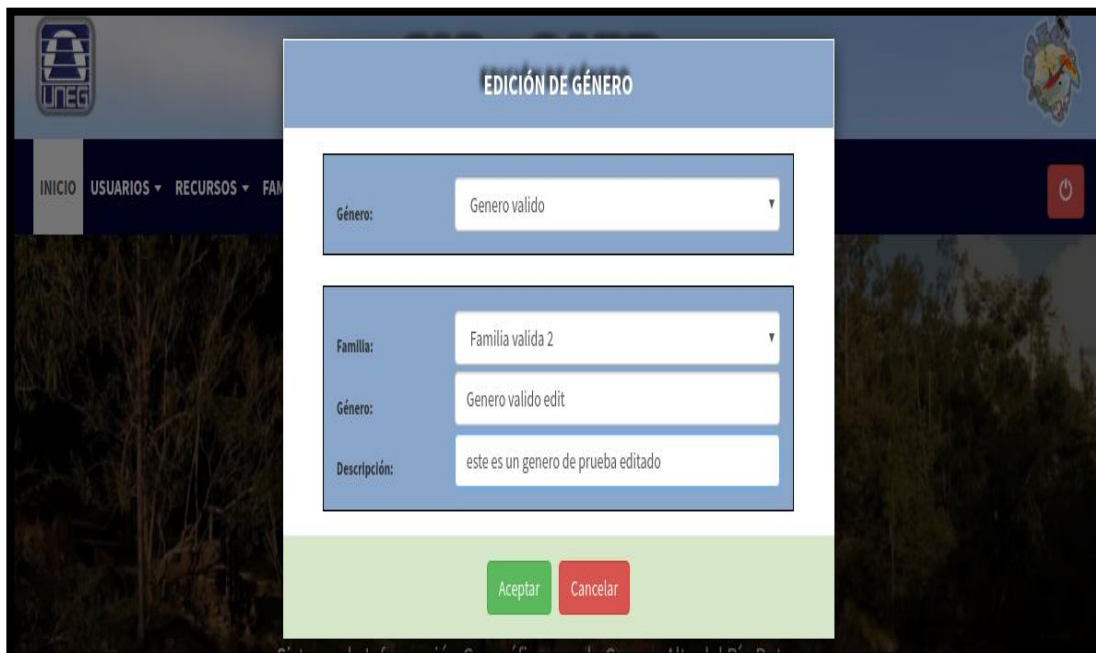 UNEG
EDICIÓN DE GÉNERO
INICIO USUARIOS RECURSOS
Género: Genero valido
Familia: Familia valida 2
Género: Genero valido edit
Descripción: este es un genero de prueba editado
Aceptar Cancelar